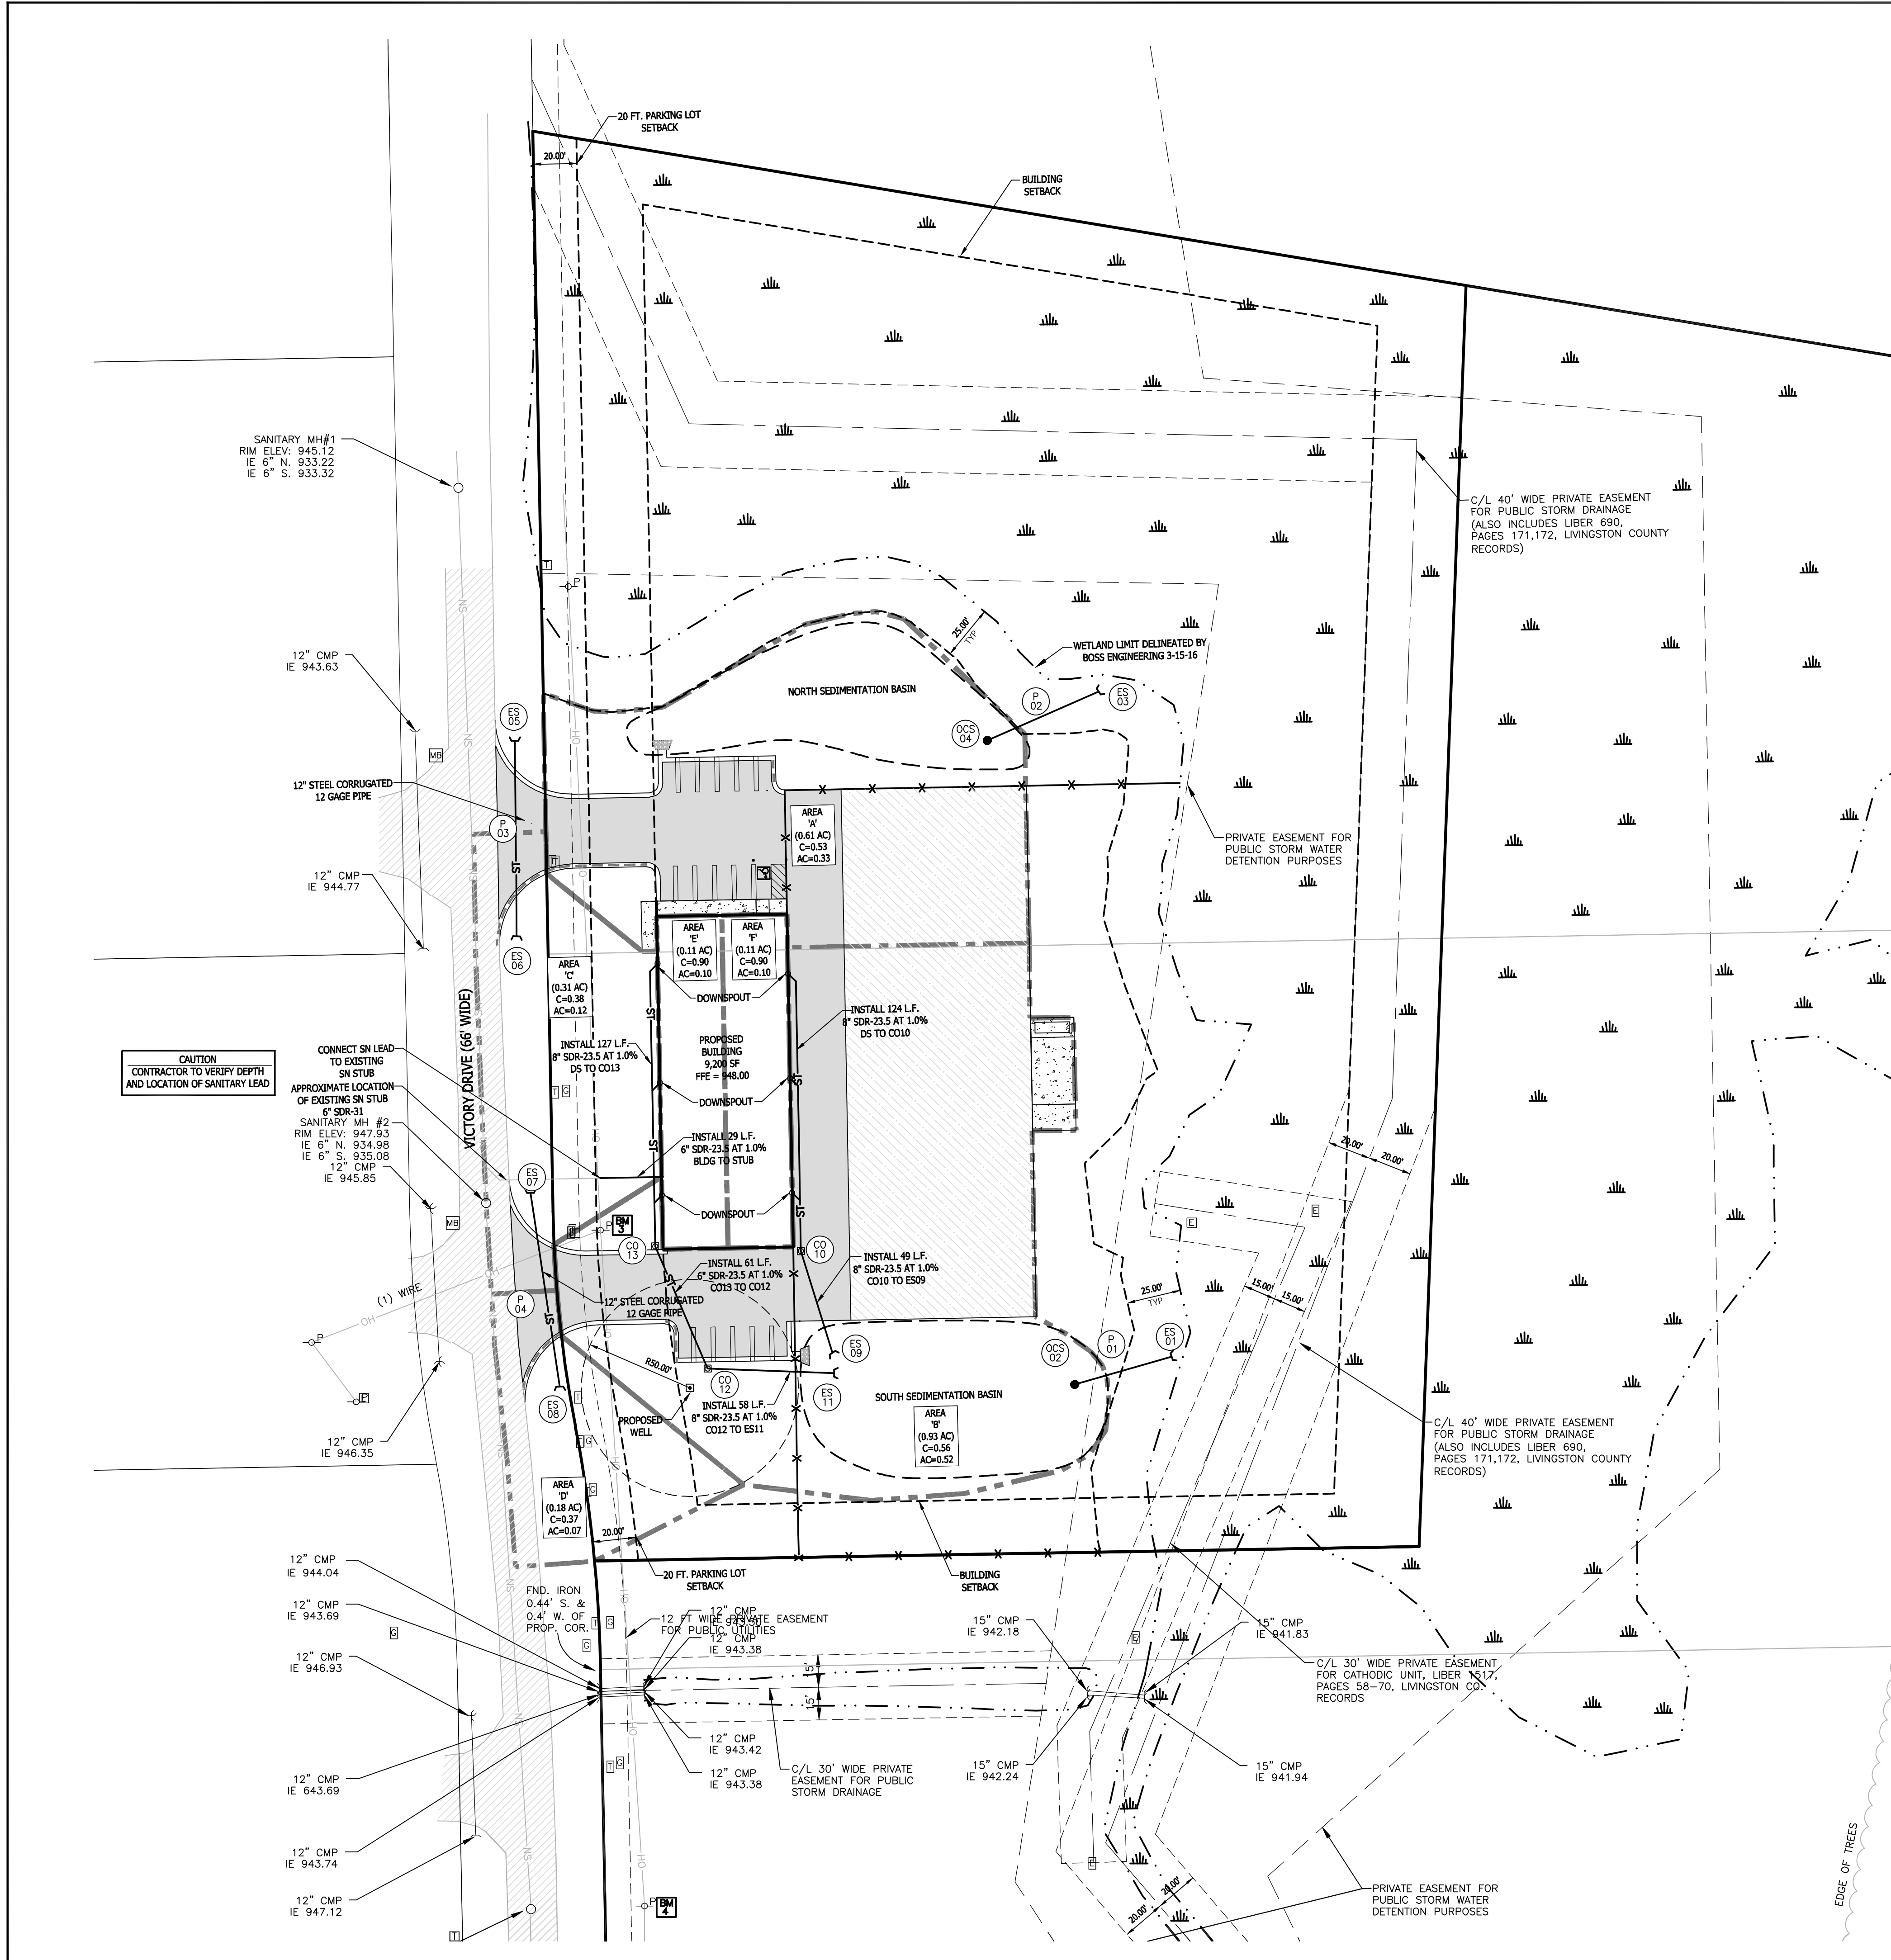 20 FT. PARKING LOT
SETBACK
20.00'
BUILDING
SETBACK
SANITARY MH#1
RIM ELEV: 945.12
IE 6" N. 933.22
IE 6" S. 933.32
C/L 40' WIDE PRIVATE EASEMENT
FOR PUBLIC STORM DRAINAGE
(ALSO INCLUDES LIBER 690,
PAGES 171,172, LIVINGSTON COUNTY
RECORDS)
T
P
SN
25.00'
TYP
WETLAND LIMIT DELINEATED BY
BOSS ENGINEERING 3-15-16
12" CMP
IE 943.63
NORTH SEDIMENTATION BASIN
P
02
ES
03
OCS
04
ES
05
OH
SN
MB
12" STEEL CORRUGATED
12 GAGE PIPE
P
03
ST
AREA
'A'
(0.61 AC)
C=0.53
AC=0.33
PRIVATE EASEMENT FOR
PUBLIC STORM WATER
DETENTION PURPOSES
12" CMP
IE 944.77
T
ES
06
AREA
'E'
(0.11 AC)
C=0.90
AC=0.10
AREA
'F'
(0.11 AC)
C=0.90
AC=0.10
AREA
'C'
(0.31 AC)
C=0.38
AC=0.12
DOWNSPOUT
ST
INSTALL 124 L.F.
8" SDR-23.5 AT 1.0%
DS TO CO10
INSTALL 127 L.F.
8" SDR-23.5 AT 1.0%
DS TO CO13
PROPOSED
BUILDING
9,200 SF
FFE = 948.00
CAUTION
CONTRACTOR TO VERIFY DEPTH
AND LOCATION OF SANITARY LEAD
CONNECT SN LEAD
TO EXISTING
SN STUB
APPROXIMATE LOCATION
OF EXISTING SN STUB
6" SDR-31
SANITARY MH #2
RIM ELEV: 947.93
IE 6" N. 934.98
IE 6" S. 935.08
12" CMP
IE 945.85
VICTORY DRIVE (66' WIDE)
T G
ST
DOWNSPOUT
OH
ST
INSTALL 29 L.F.
6" SDR-23.5 AT 1.0%
BLDG TO STUB
20.00'
20.00'
ES
07
DOWNSPOUT
ST
MB
P
BM
3
E
E
CO
13
CO
10
INSTALL 61 L.F.
6" SDR-23.5 AT 1.0%
CO13 TO CO12
ST
INSTALL 49 L.F.
8" SDR-23.5 AT 1.0%
CO10 TO ES09
(1) WIRE
OH
P
04
ST
12" STEEL CORRUGATED
12 GAGE PIPE
25.00'
TYP
15.00'
15.00'
P
P
ES
09
OCS
02
P
01
ES
01
R50.00'
CO
12
ES
11
T
ES
08
PROPOSED
WELL
INSTALL 58 L.F.
8" SDR-23.5 AT 1.0%
CO12 TO ES11
SOUTH SEDIMENTATION BASIN
AREA
'B'
(0.93 AC)
C=0.56
AC=0.52
C/L 40' WIDE PRIVATE EASEMENT
FOR PUBLIC STORM DRAINAGE
(ALSO INCLUDES LIBER 690,
PAGES 171,172, LIVINGSTON COUNTY
RECORDS)
12" CMP
IE 946.35
T G
SN
OH
AREA
'D'
(0.18 AC)
C=0.37
AC=0.07
G
20.00'
12" CMP
IE 944.04
20 FT. PARKING LOT
SETBACK
BUILDING
SETBACK
SN
OH
FND. IRON
0.44' S. &
0.4' W. OF
PROP. COR.
12" CMP
IE 943.69
G
T G
G
12" CMP
IE 943.50
12 FT WIDE PRIVATE EASEMENT
FOR PUBLIC UTILITIES
12" CMP
IE 943.38
15" CMP
IE 942.18
E
15" CMP
IE 941.83
12" CMP
IE 946.93
15'
15'
C/L 30' WIDE PRIVATE EASEMENT
FOR CATHODIC UNIT, LIBER 1517,
PAGES 58-70, LIVINGSTON CO.
RECORDS
SN
OH
12" CMP
IE 943.42
12" CMP
IE 643.69
T G
12" CMP
IE 943.38
C/L 30' WIDE PRIVATE
EASEMENT FOR PUBLIC
STORM DRAINAGE
15" CMP
IE 942.24
15" CMP
IE 941.94
12" CMP
IE 943.74
SN
OH
E
EDGE OF TREES
12" CMP
IE 947.12
P
BM
4
T
20.00'
20.00'
PRIVATE EASEMENT FOR
PUBLIC STORM WATER
DETENTION PURPOSES